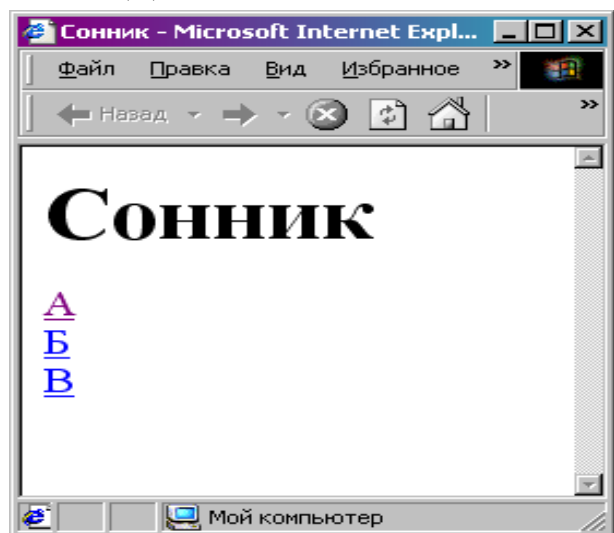 Сонник - Microsoft Internet Expl...
Файл Правка Вид Избранное »
Назад »
Сонник
А
Б
В
Мой компьютер